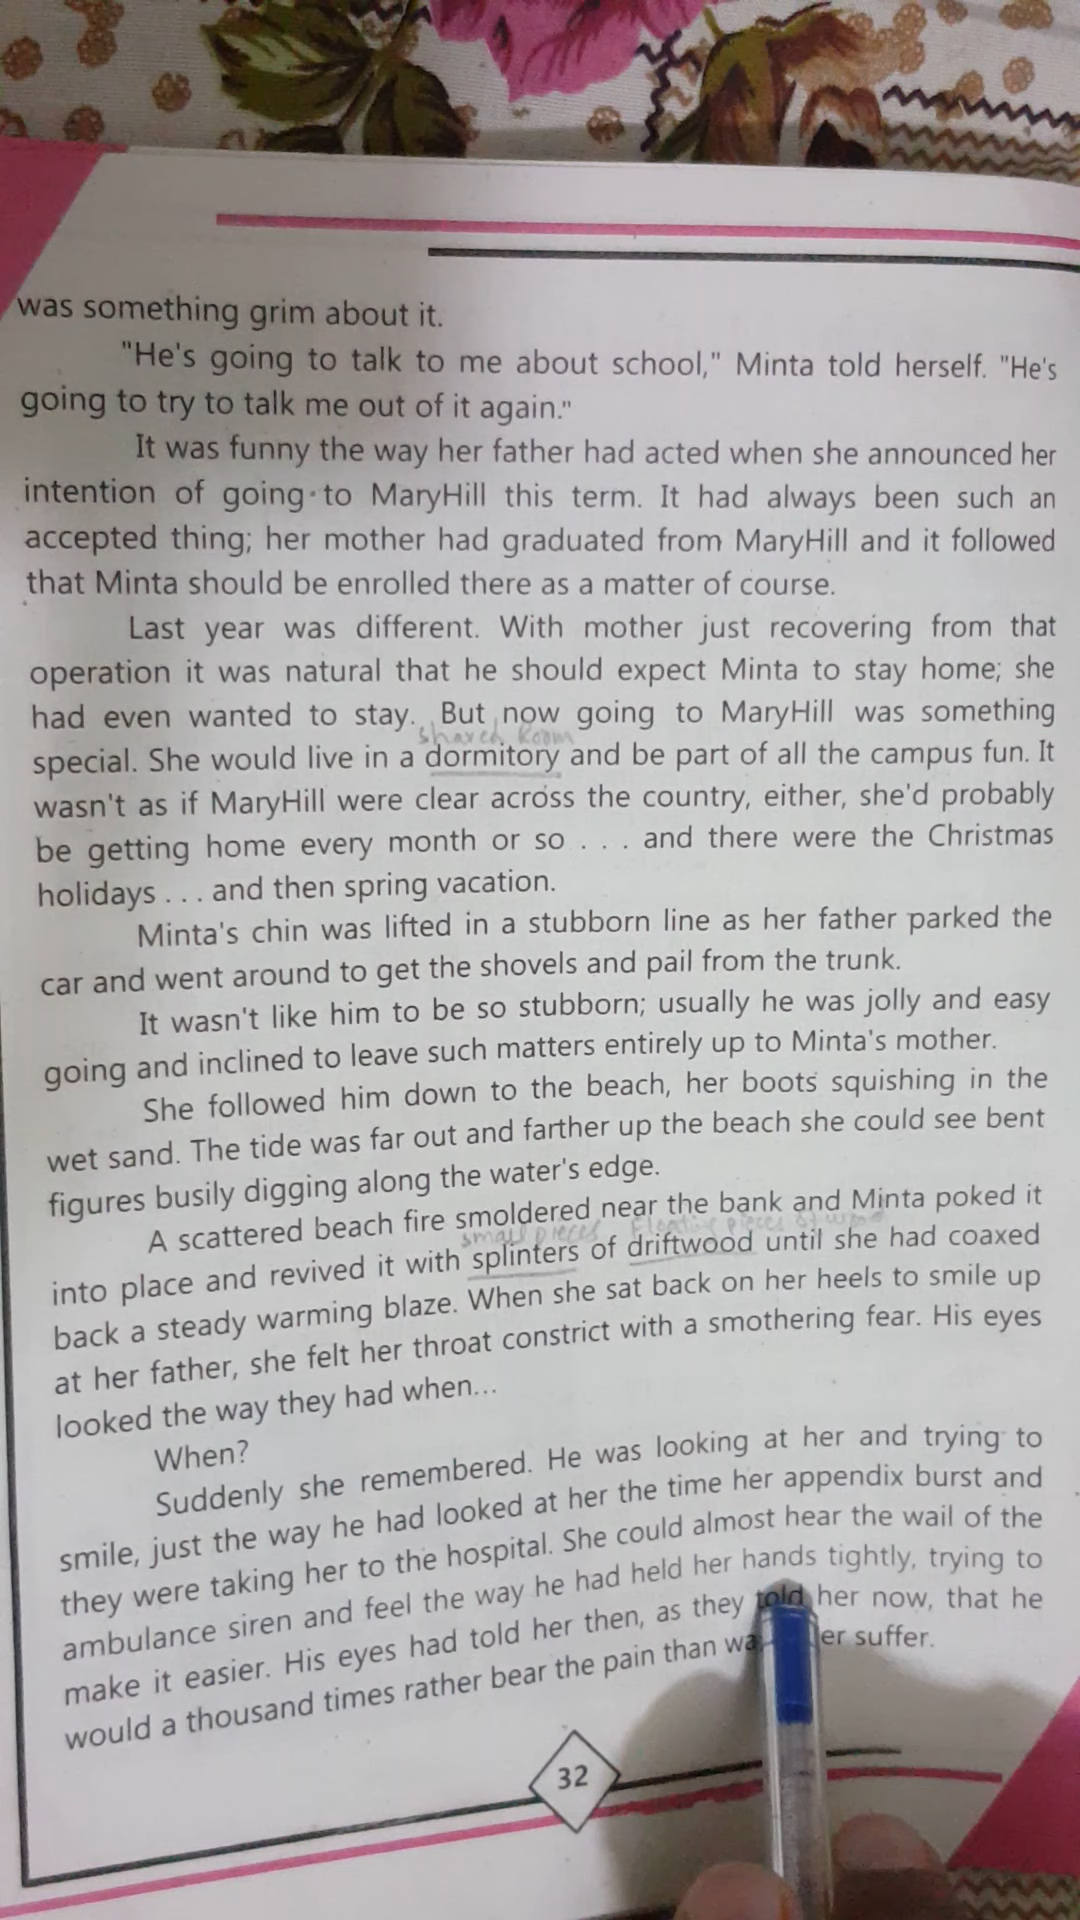 was something grim about it.
"He's going to talk to me about school," Minta told herself. "He's
going to try to talk me out of it again."
It was funny the way her father had acted when she announced her
intention of going to MaryHill this term. It had always been such an
accepted thing; her mother had graduated from MaryHill and it followed
that Minta should be enrolled there as a matter of course.
Last year was different. With mother just recovering from that
operation it was natural that he should expect Minta to stay home; she
had even wanted to stay. But now going to MaryHill was something
shared Room
special. She would live in a dormitory and be part of all the campus fun. It
wasn't as if MaryHill were clear across the country, either, she'd probably
be getting home every month or so . . . and there were the Christmas
holidays . . . and then spring vacation.
Minta's chin was lifted in a stubborn line as her father parked the
car and went around to get the shovels and pail from the trunk.
It wasn't like him to be so stubborn; usually he was jolly and easy
going and inclined to leave such matters entirely up to Minta's mother.
She followed him down to the beach, her boots squishing in the
wet sand. The tide was far out and farther up the beach she could see bent
figures busily digging along the water's edge.
A scattered beach fire smoldered near the bank and Minta poked it
small pieces Floating pieces of wood
into place and revived it with splinters of driftwood until she had coaxed
back a steady warming blaze. When she sat back on her heels to smile up
at her father, she felt her throat constrict with a smothering fear. His eyes
looked the way they had when...
When?
Suddenly she remembered. He was looking at her and trying to
smile, just the way he had looked at her the time her appendix burst and
they were taking her to the hospital. She could almost hear the wail of the
ambulance siren and feel the way he had held her hands tightly, trying to
make it easier. His eyes had told her then, as they told her now, that he
would a thousand times rather bear the pain than suffer.
32